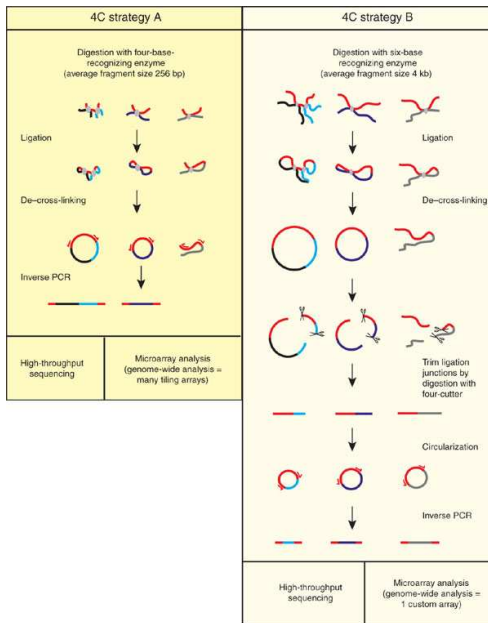 4C strategy A
Digestion with four-base-
recognizing enzyme
(average fragment size 256 bp)
Ligation
De–cross-linking
Inverse PCR
High-throughput
sequencing
Microarray analysis
(genome-wide analysis =
many tiling arrays)
4C strategy B
Digestion with six-base
recognizing enzyme
(average fragment size 4 kb)
Ligation
De–cross-linking
Trim ligation
junctions by
digestion with
four-cutter
Circularization
Inverse PCR
High-throughput
sequencing
Microarray analysis
(genome-wide analysis =
1 custom array)